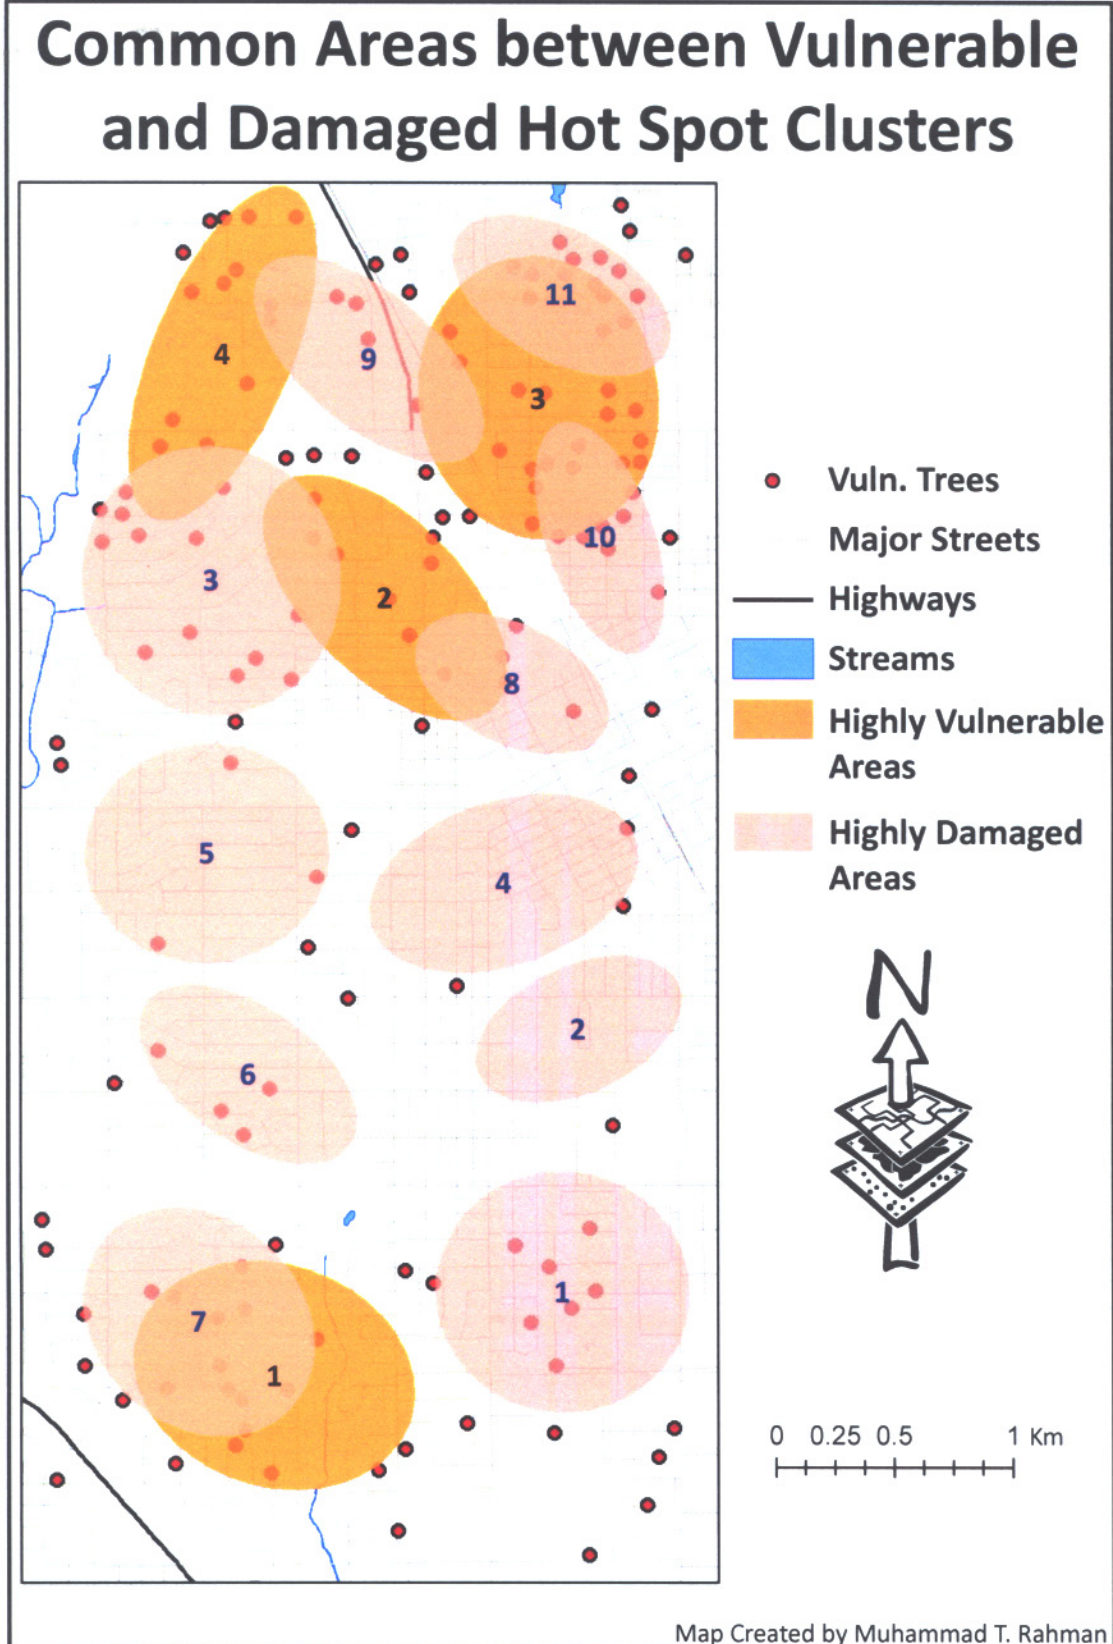 Common Areas between Vulnerable
and Damaged Hot Spot Clusters
11
4
9
3
10
3
2
8
5
4
2
6
1
7
1
Vuln. Trees
Major Streets
Highways
Streams
Highly Vulnerable
Areas
Highly Damaged
Areas
N
0 0.25 0.5 1 Km
Map Created by Muhammad T. Rahman